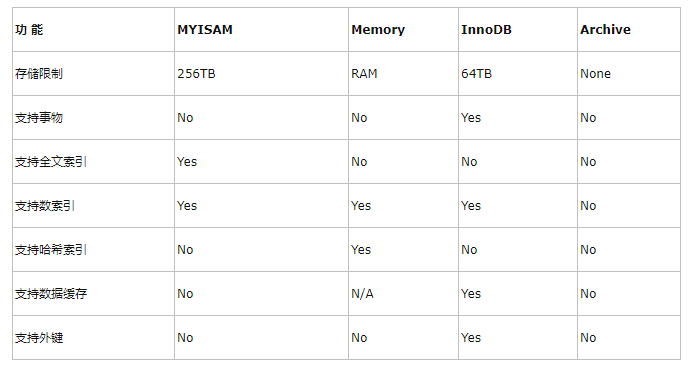 功 能 MYISAM Memory InnoDB Archive
存储限制 256TB RAM 64TB None
支持事物 No No Yes No
支持全文索引 Yes No No No
支持数索引 Yes Yes Yes No
支持哈希索引 No Yes No No
支持数据缓存 No N/A Yes No
支持外键 No No Yes No